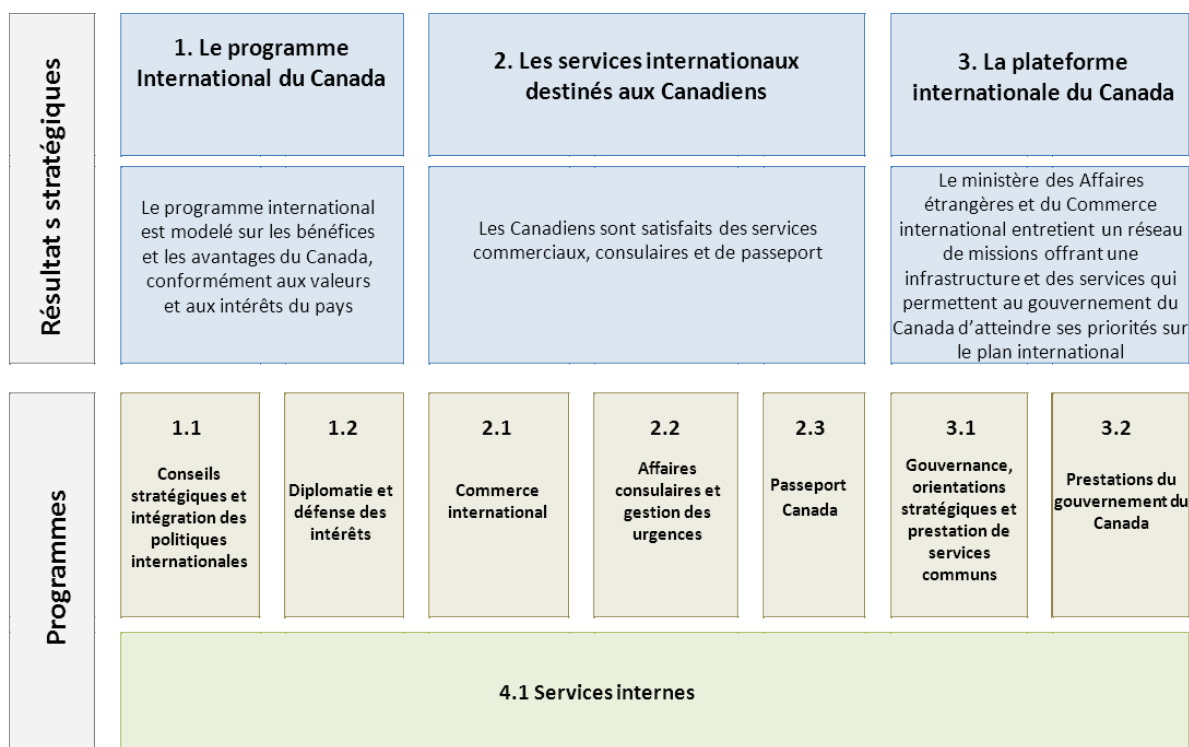 Résultat s stratégiques
1. Le programme
International du Canada
2. Les services internationaux
destinés aux Canadiens
3. La plateforme
internationale du Canada
Le programme international
est modelé sur les bénéfices
et les avantages du Canada,
conformément aux valeurs
et aux intérêts du pays
Les Canadiens sont satisfaits des services
commerciaux, consulaires et de passeport
Le ministère des Affaires
étrangères et du Commerce
international entretient un réseau
de missions offrant une
infrastructure et des services qui
permettent au gouvernement du
Canada d’atteindre ses priorités sur
le plan international
Programmes
1.1
Conseils
stratégiques et
intégration des
politiques
internationales
1.2
Diplomatie et
défense des
intérêts
2.1
Commerce
international
2.2
Affaires
consulaires et
gestion des
urgences
2.3
Passeport
Canada
3.1
Gouvernance,
orientations
stratégiques et
prestation de
services
communs
3.2
Prestations du
gouvernement du
Canada
4.1 Services internes